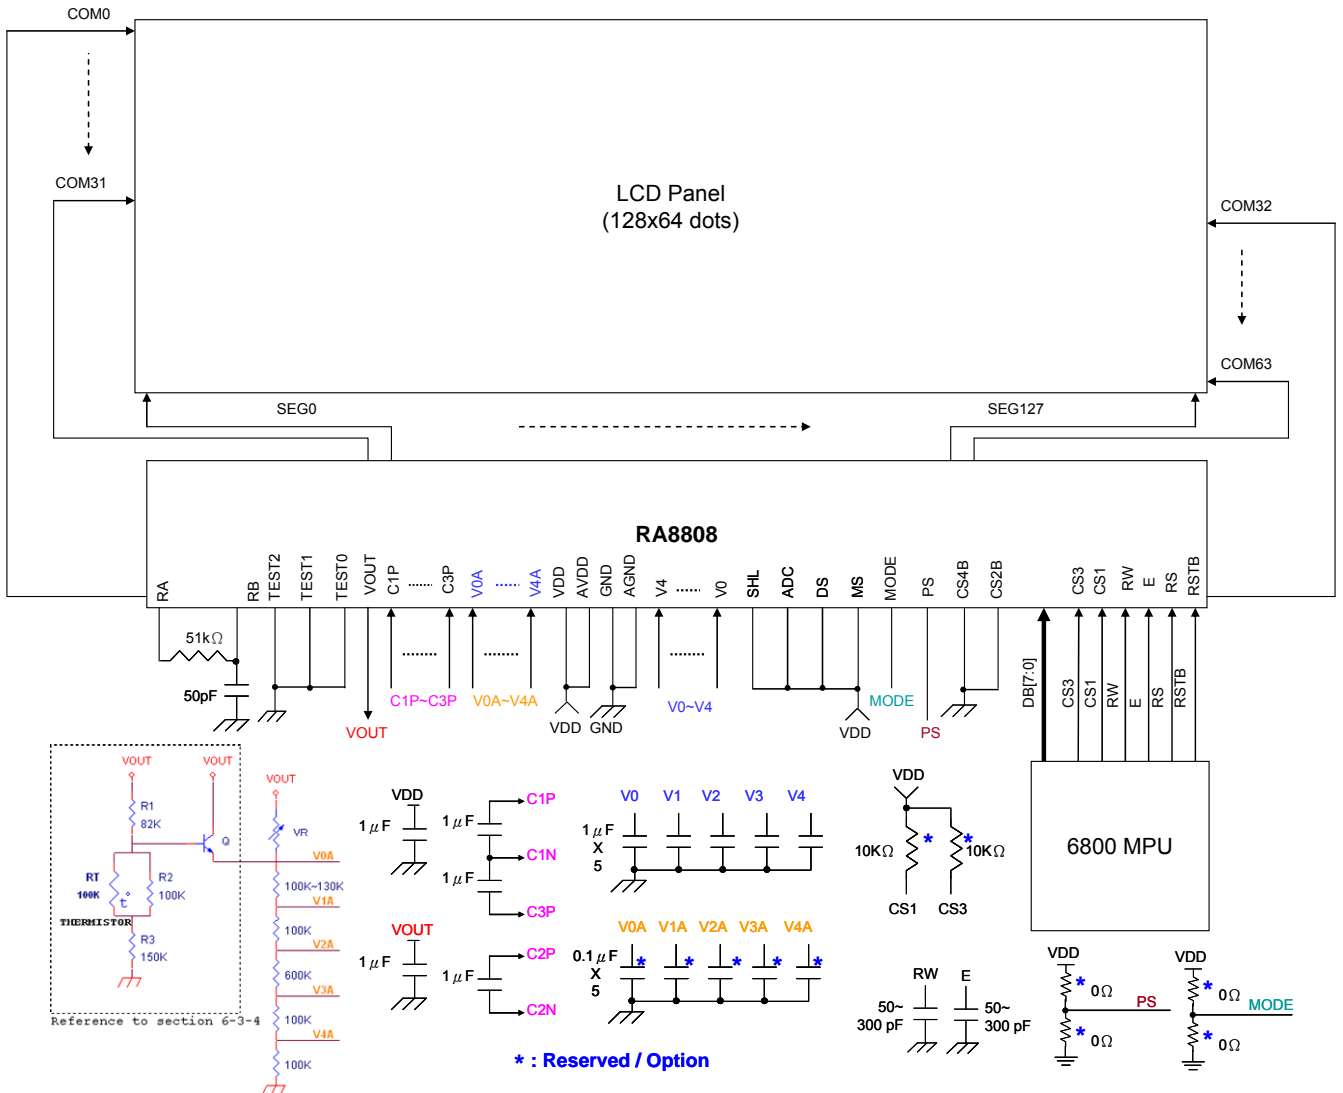 COM0
COM31
LCD Panel
(128x64 dots)
COM32
COM63
SEG0
SEG127
RA8808
RA
RB
TEST2
TEST1
TEST0
VOUT
C1P
C3P
V0A
V4A
VDD
AVDD
GND
AGND
V4
V0
SHL
ADC
DS
MS
MODE
PS
CS4B
CS2B
CS3
CS1
RW
E
RS
RSTB
51kΩ
50pF
VOUT
C1P~C3P
V0A~V4A
VDD
GND
V0~V4
VDD
MODE
PS
DB[7:0]
CS3
CS1
RW
E
RS
RSTB
6800 MPU
VOUT
VOUT
R1
82K
Q
RT
100K
t°
R2
100K
THERMISTOR
R3
150K
Reference to section 6-3-4
VOUT
VR
V0A
100K~130K
V1A
100K
V2A
600K
V3A
100K
V4A
100K
VDD
1μF
VOUT
1μF
C1P
1μF
C1N
1μF
C3P
C2P
1μF
C2N
V0 V1 V2 V3 V4
1μF
X
5
V0A V1A V2A V3A V4A
0.1μF
X
5
* * * * *
* : Reserved / Option
VDD
* *
10KΩ 10KΩ
CS1 CS3
RW E
50~
300 pF
50~
300 pF
VDD
* 0Ω
PS
* 0Ω
VDD
* 0Ω
MODE
* 0Ω